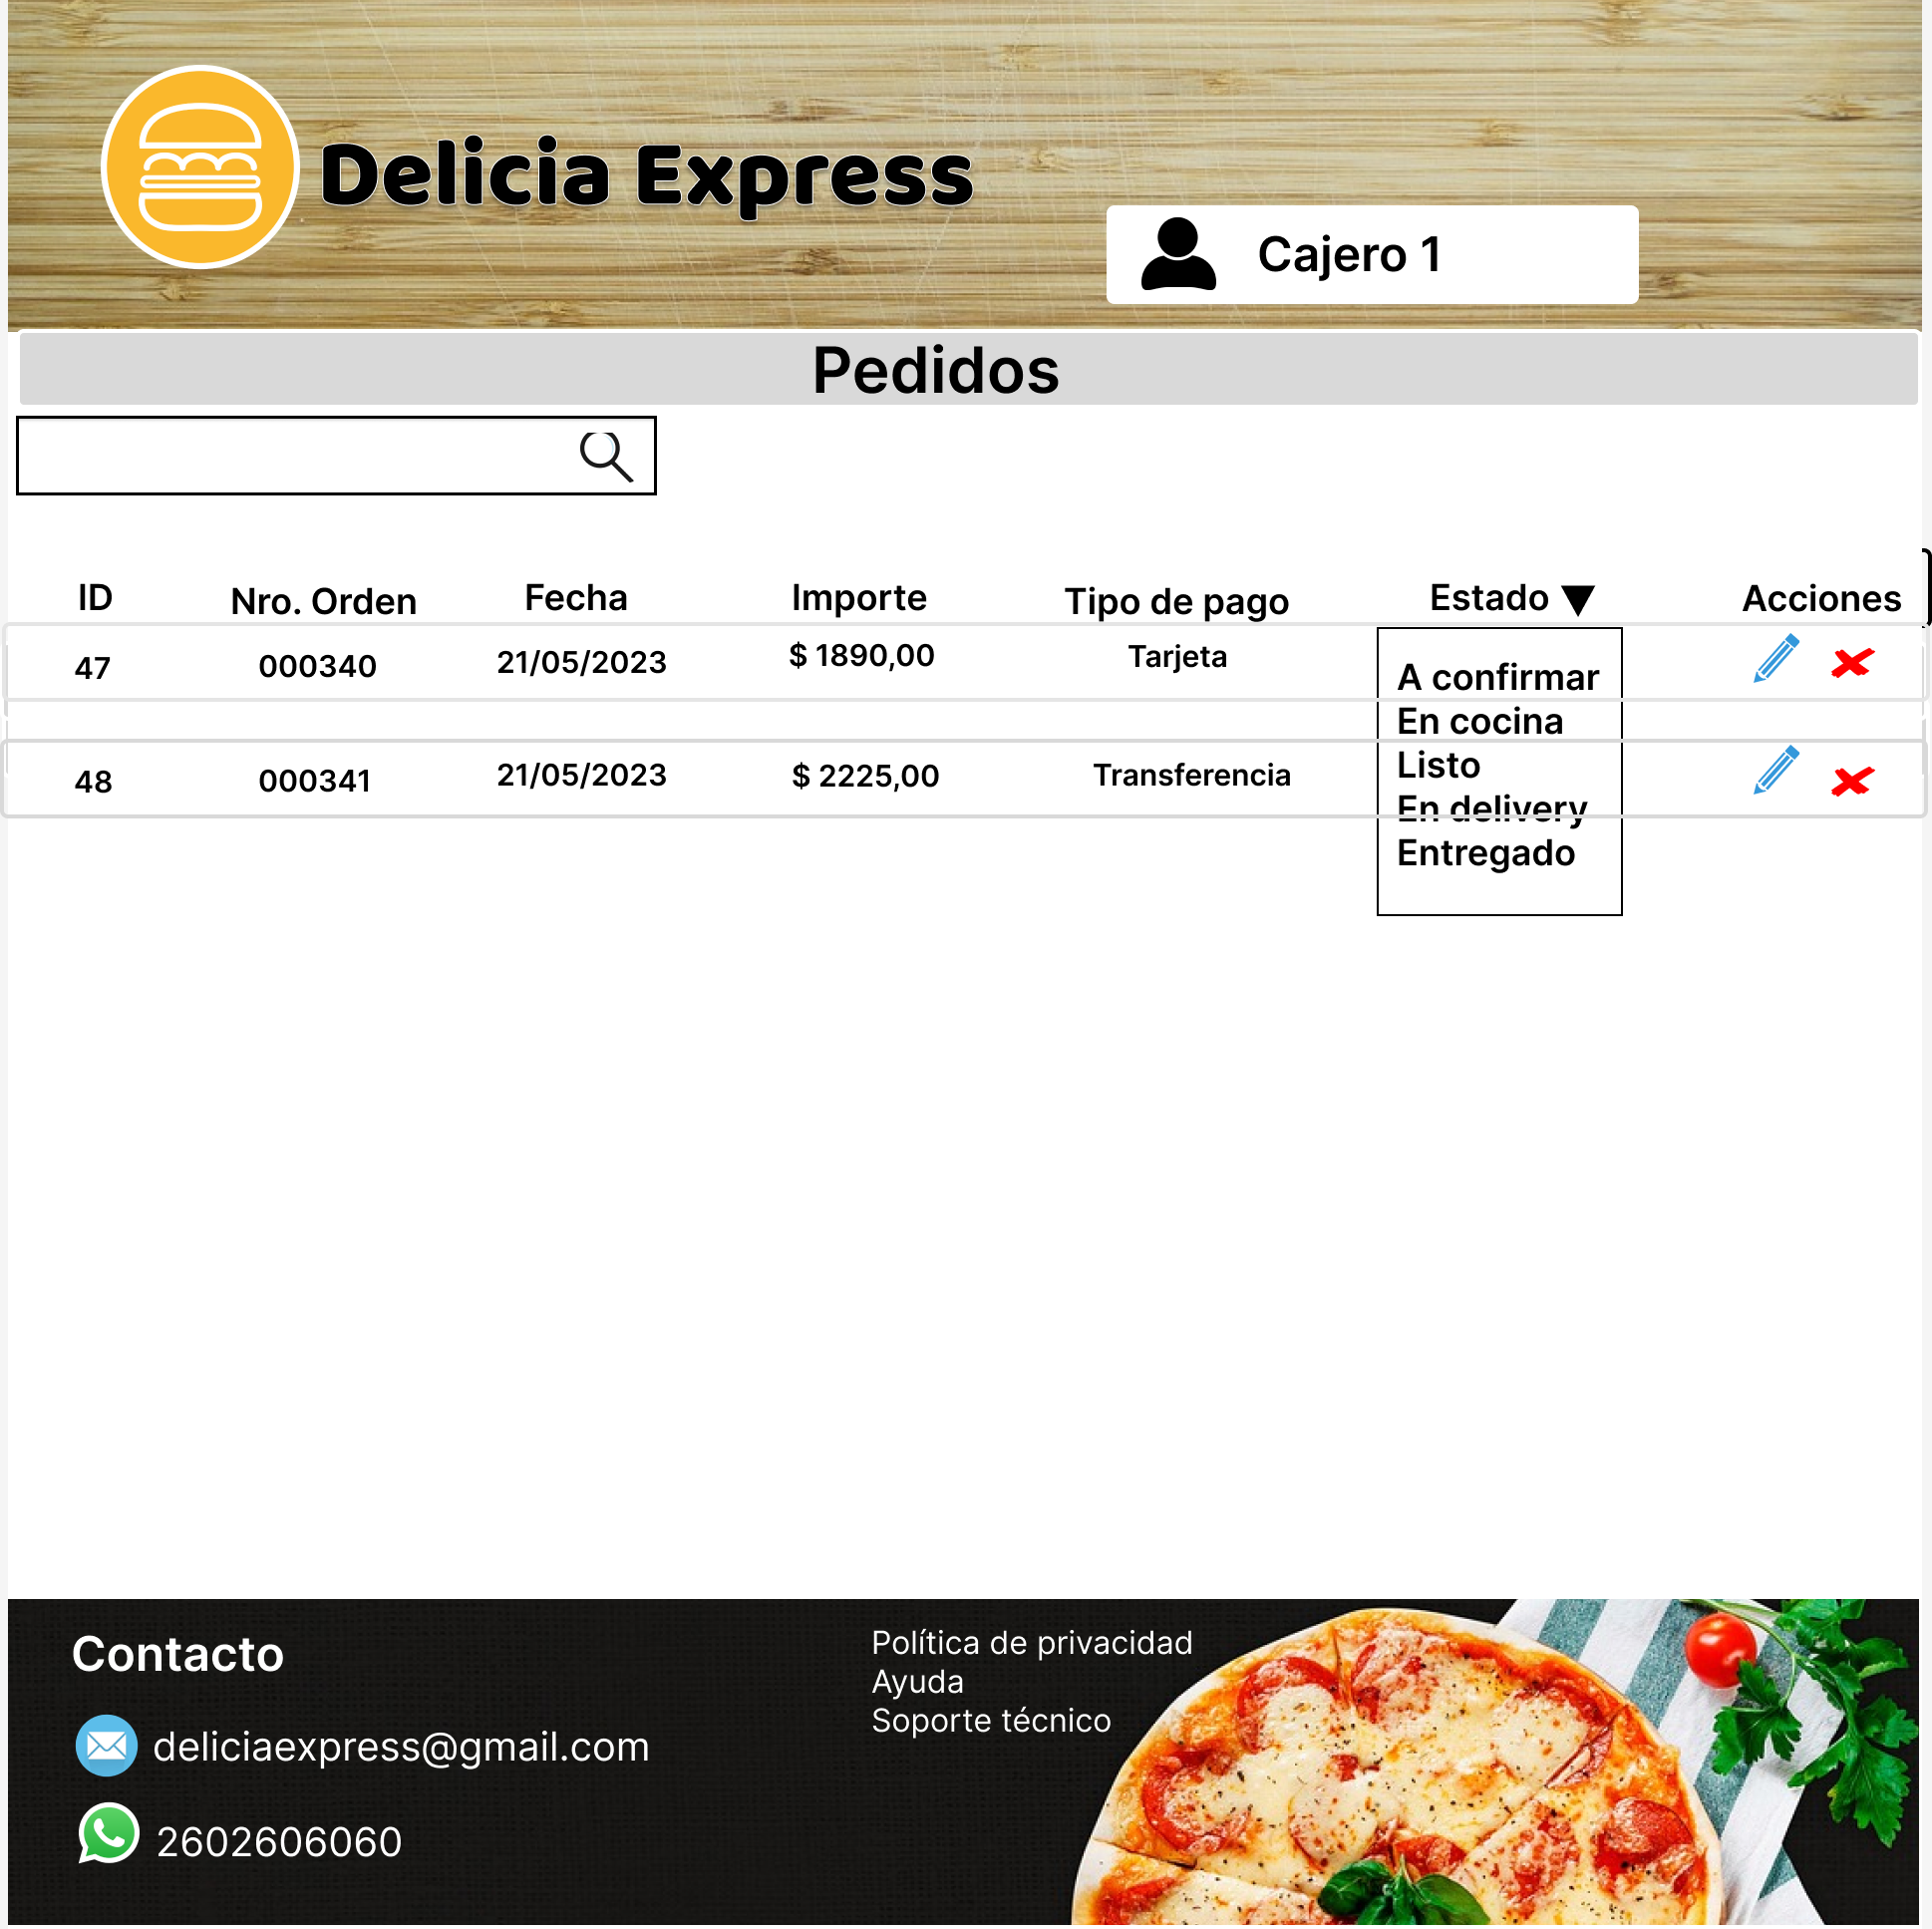 Delicia Express
Cajero 1
Pedidos
ID Nro. Orden Fecha Importe Tipo de pago Estado Acciones
47 000340 21/05/2023 $ 1890,00 Tarjeta
A confirmar
En cocina
48 000341 21/05/2023 $ 2225,00 Transferencia
Listo
En delivery
Entregado
Contacto
deliciaexpress@gmail.com
2602606060
Política de privacidad
Ayuda
Soporte técnico